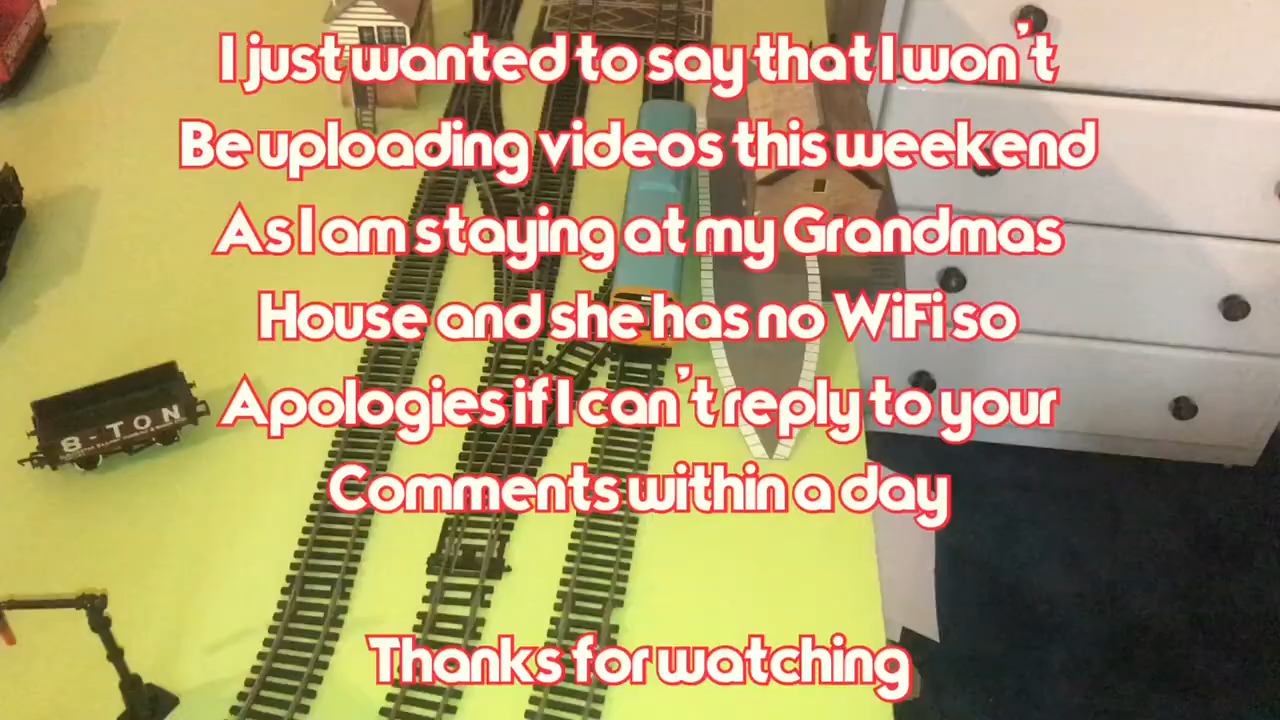 I just wanted to say that I won't
Be uploading videos this weekend
As I am staying at my Grandmas
House and she has no WiFi so
Apologies if I can't reply to your
Comments within a day
8-TON
Thanks for watching